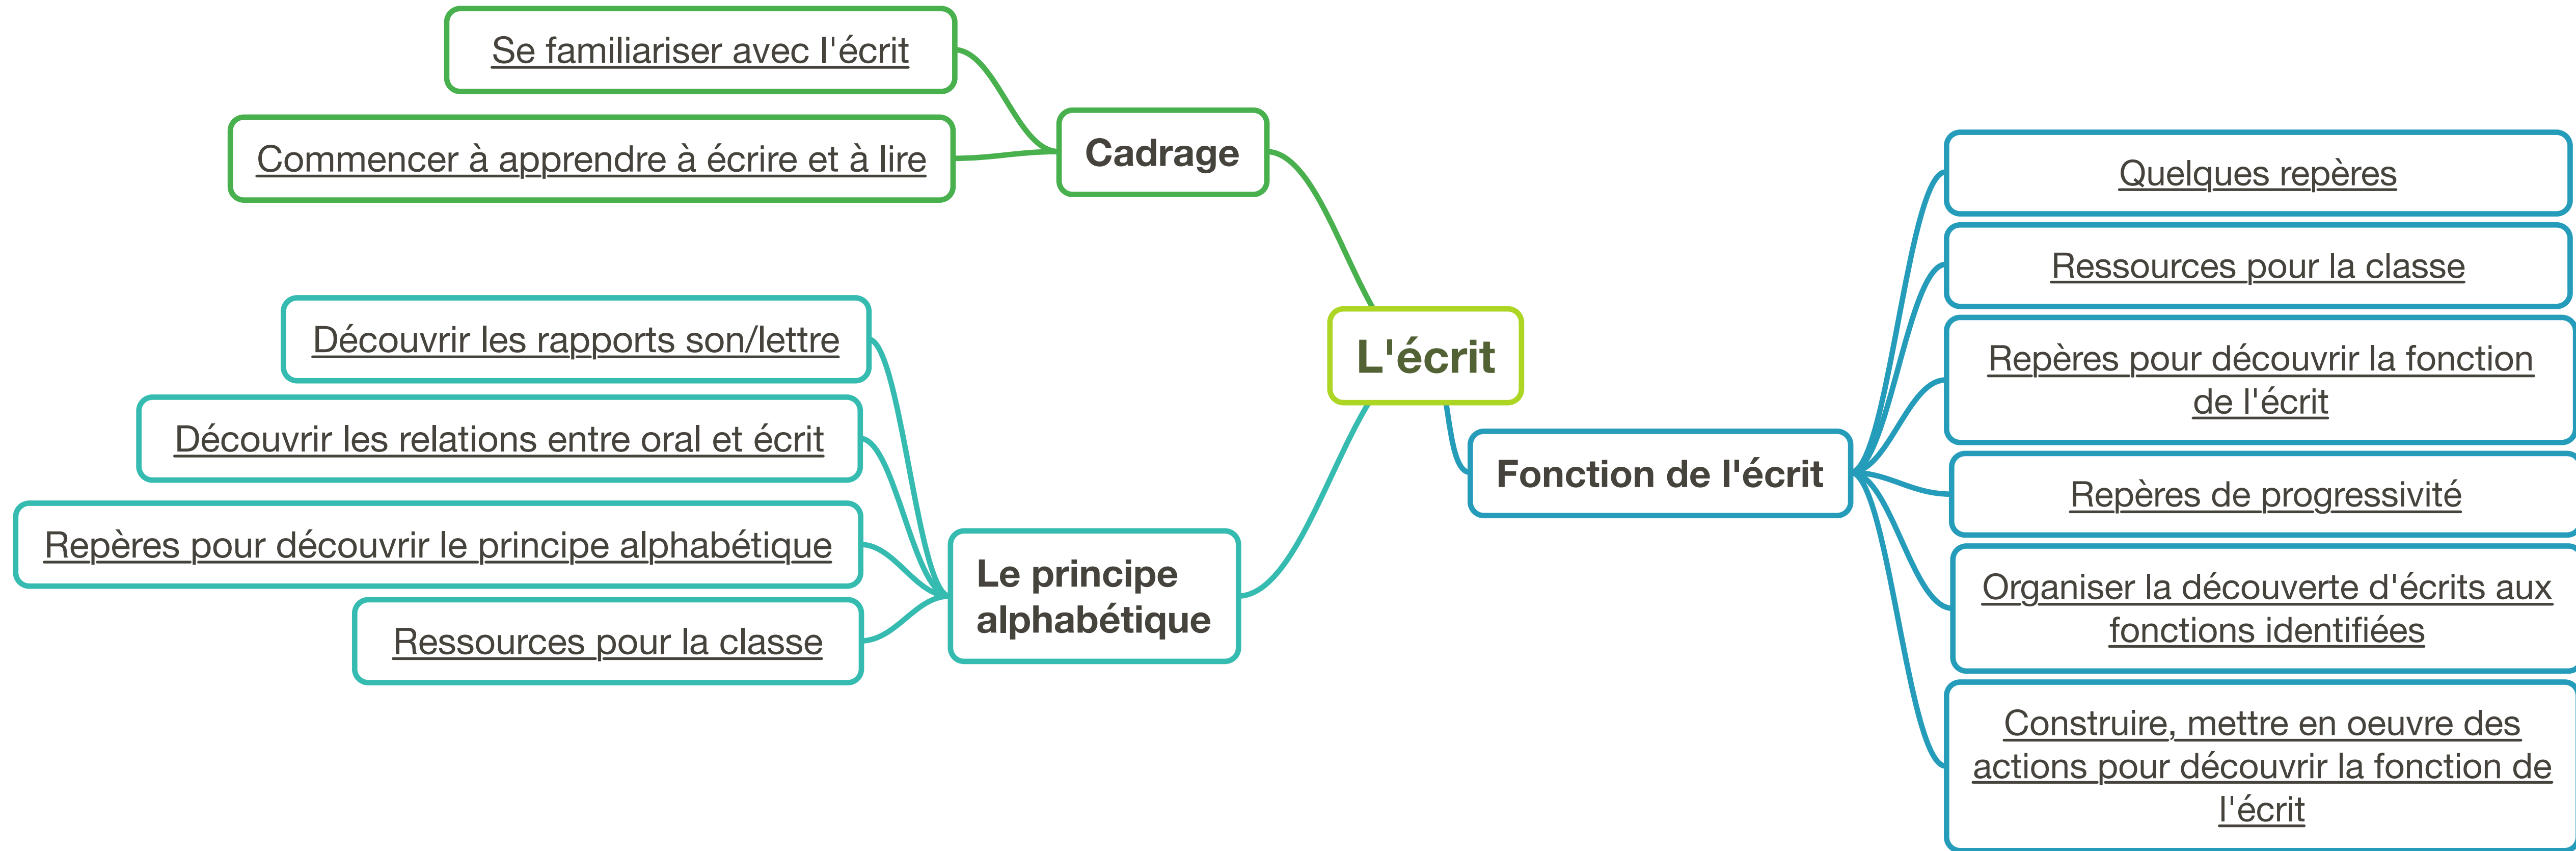 L'écrit
Cadrage
Se familiariser avec l'écrit
Commencer à apprendre à écrire et à lire
Le principe
alphabétique
Découvrir les rapports son/lettre
Découvrir les relations entre oral et écrit
Repères pour découvrir le principe alphabétique
Ressources pour la classe
Fonction de l'écrit
Quelques repères
Ressources pour la classe
Repères pour découvrir la fonction
de l'écrit
Repères de progressivité
Organiser la découverte d'écrits aux
fonctions identifiées
Construire, mettre en oeuvre des
actions pour découvrir la fonction de
l'écrit